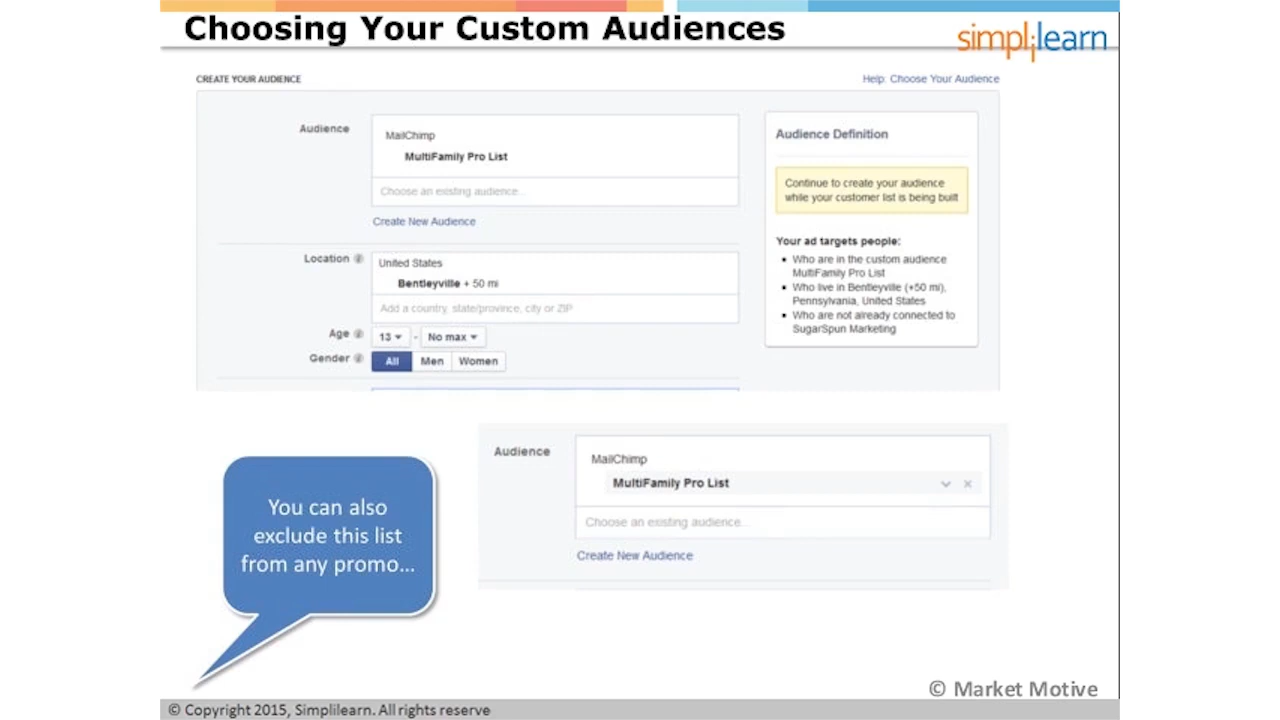 Choosing Your Custom Audiences
simplilearn
CREATE YOUR AUDIENCE
Help: Choose Your Audience
Audience
MailChimp
MultiFamily Pro List
Choose an existing audience...
Create New Audience
Location
United States
Bentleyville + 50 mi
Add a country, state/province, city or ZIP
Age
13 - No max
Gender
All Men Women
Audience Definition
Continue to create your audience
while your customer list is being built
Your ad targets people:
• Who are in the custom audience
MultiFamily Pro List
• Who live in Bentleyville (+50 mi),
Pennsylvania, United States
• Who are not already connected to
SugarSpun Marketing
Audience
MailChimp
MultiFamily Pro List
Choose an existing audience...
Create New Audience
You can also
exclude this list
from any promo...
© Market Motive
© Copyright 2015, Simplilearn. All rights reserve